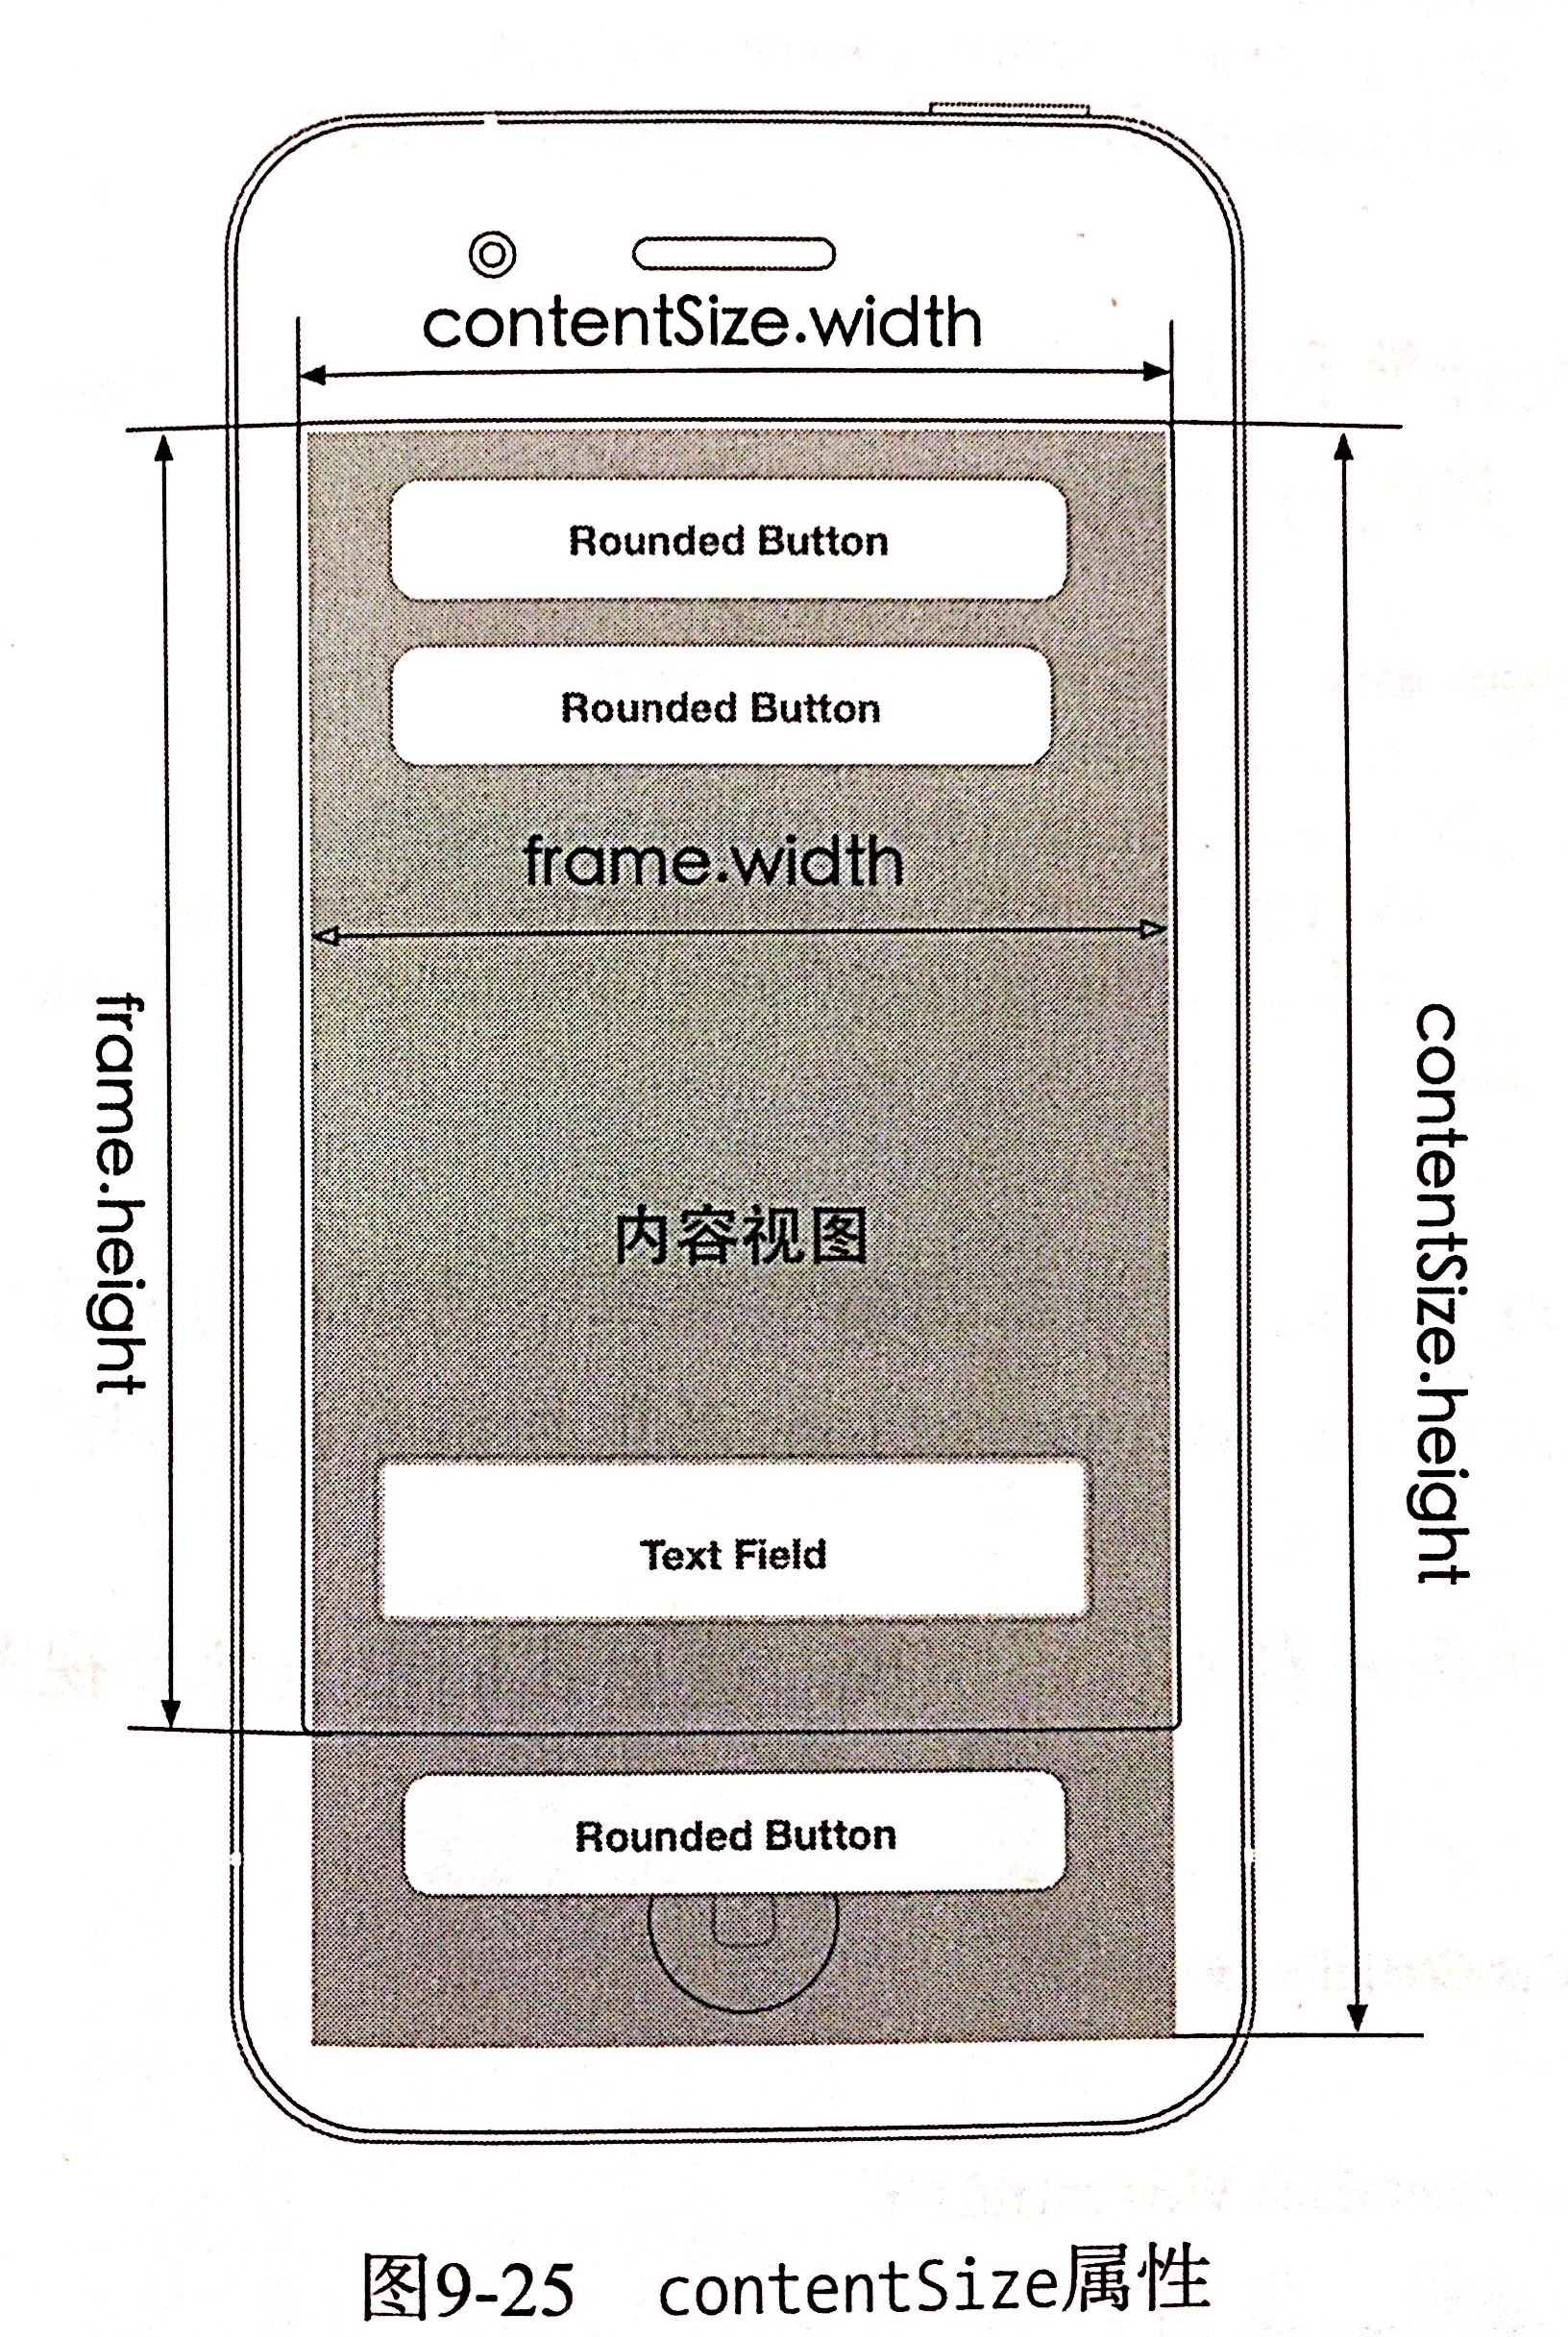 contentSize.width
Rounded Button
Rounded Button
frame.width
frame.height
contentSize.height
内容视图
Text Field
Rounded Button
图9-25 contentSize属性